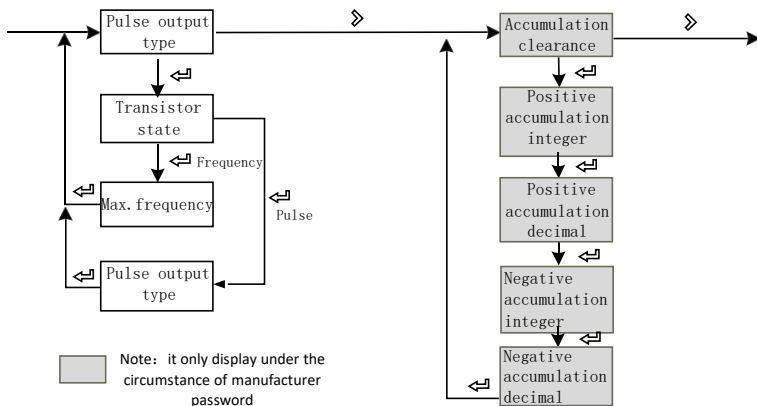 Pulse output
type
Transistor
state
Frequency
Pulse
Max.frequency
Pulse output
type
Accumulation
clearance
Positive
accumulation
integer
Positive
accumulation
decimal
Negative
accumulation
integer
Negative
accumulation
decimal
Note: it only display under the
circumstance of manufacturer
password